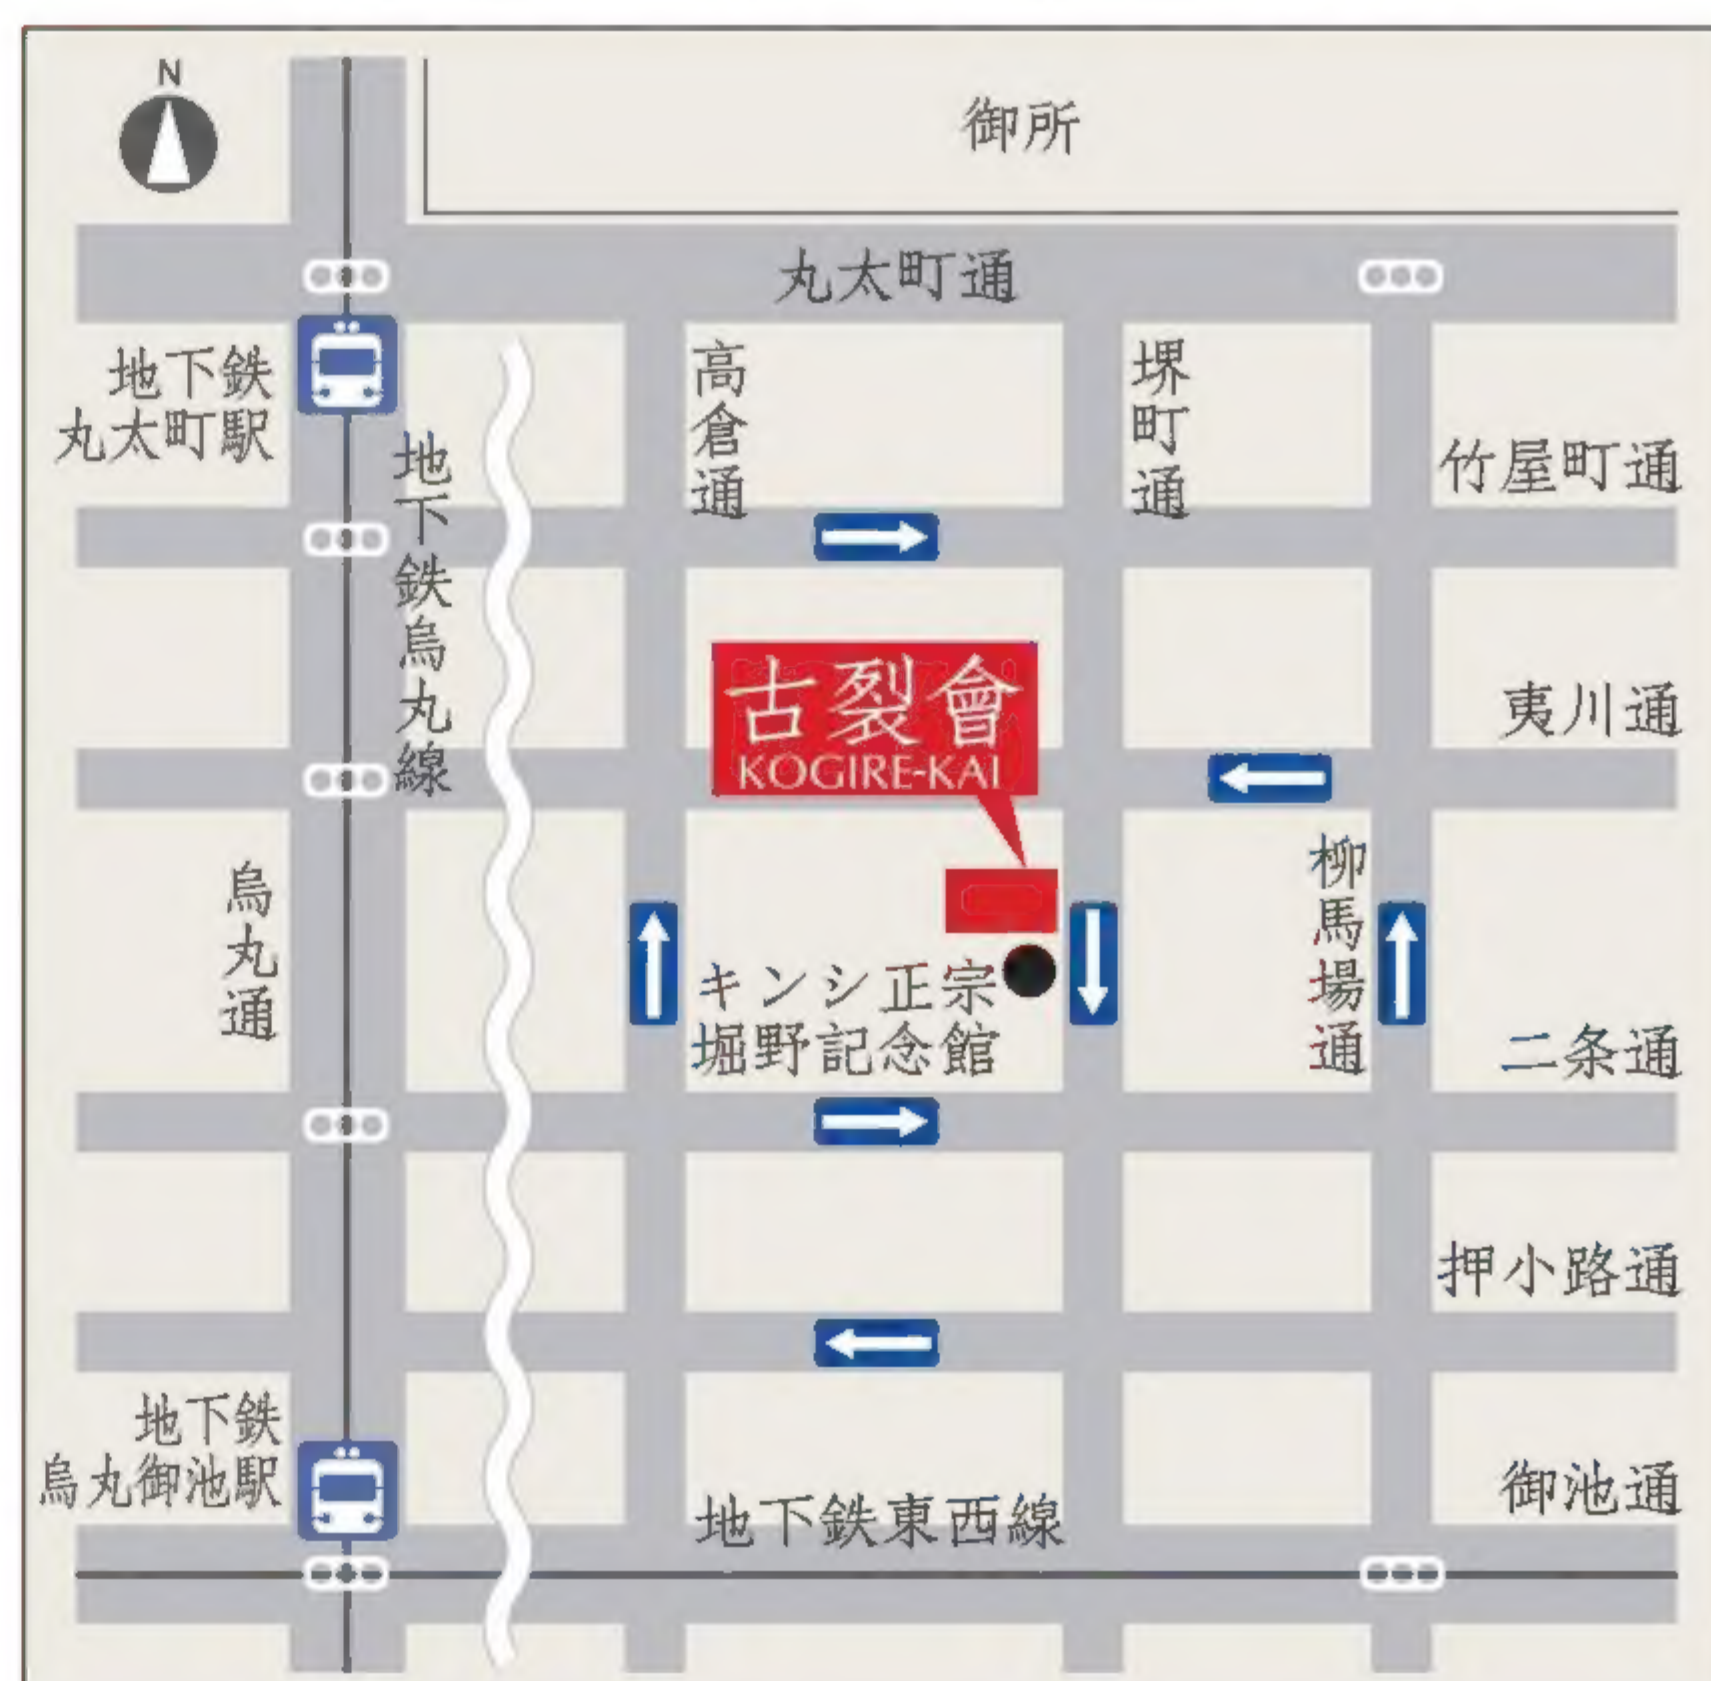 N
御所
丸太町通
地下鉄
丸太町駅
地下鉄烏丸線
高倉通
堺町通
竹屋町通
古裂會
KOGIRE-KAI
夷川通
烏丸通
キンシ正宗
堀野記念館
柳馬場通
二条通
押小路通
地下鉄
烏丸御池駅
地下鉄東西線
御池通